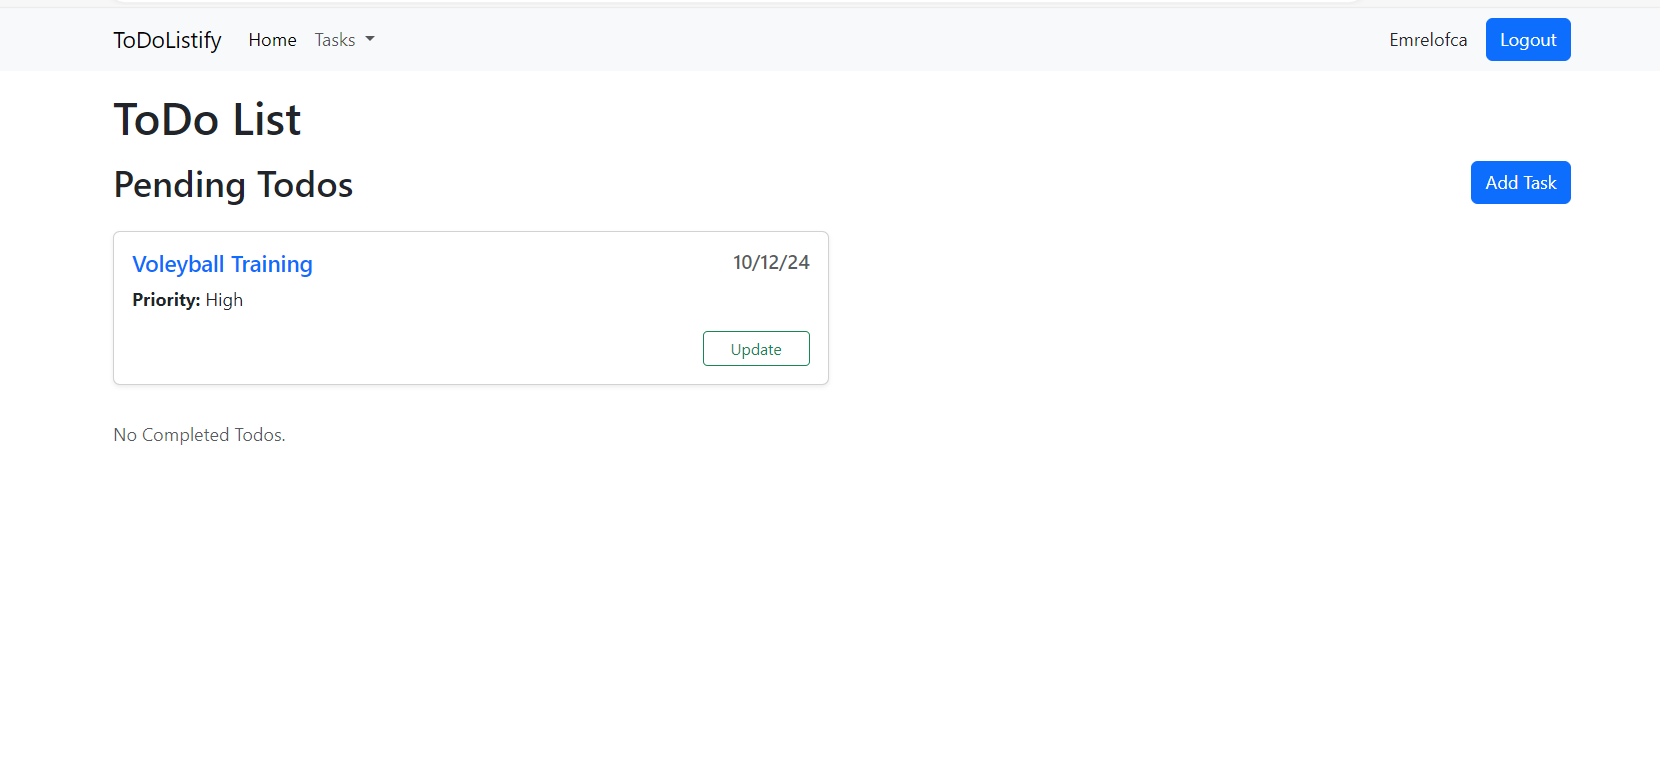 ToDoListify Home Tasks Emrelofca Logout
ToDo List
Pending Todos Add Task
Voleyball Training 10/12/24
Priority: High
Update
No Completed Todos.